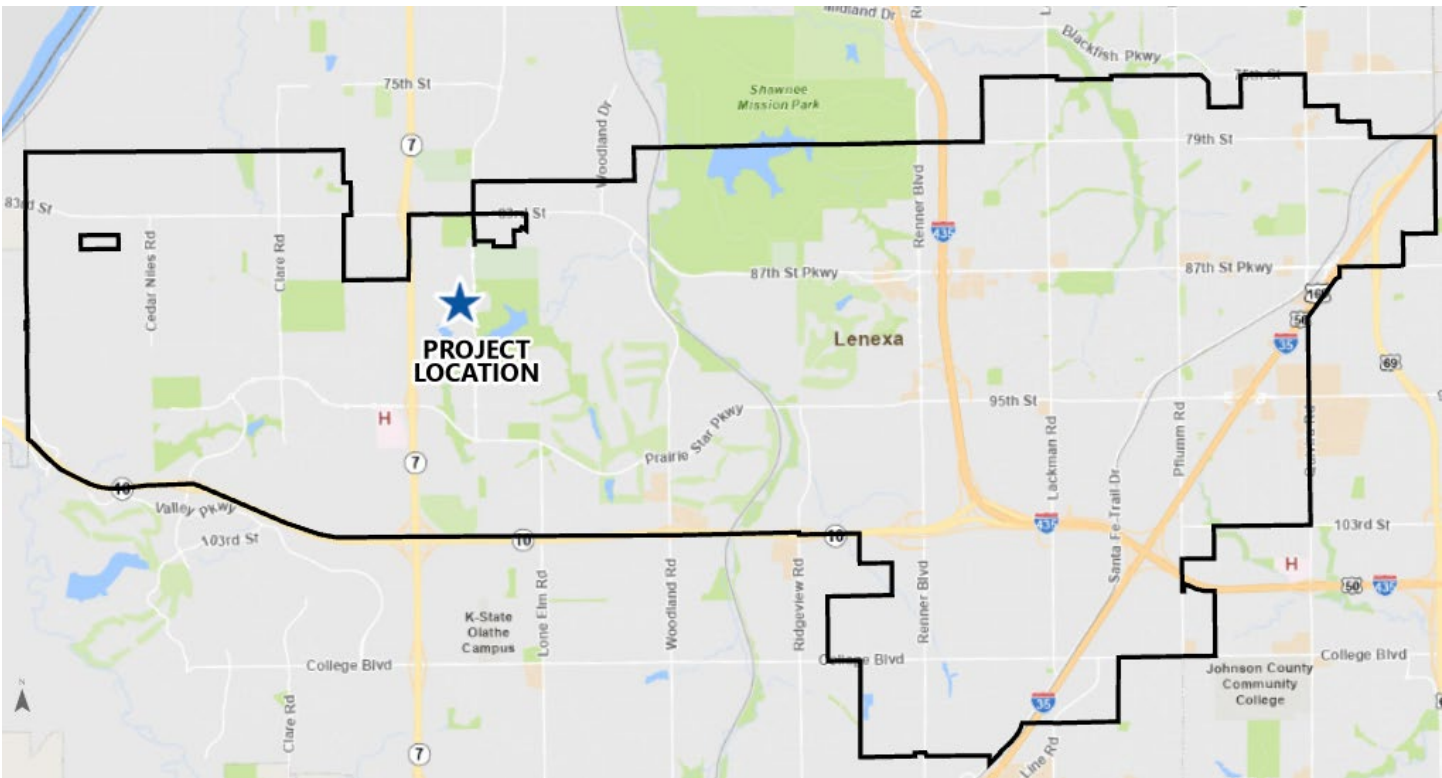 Midland Dr
Blackfish Pkwy
75th St
75th St
Shawnee
Mission Park
Woodland Dr
7
79th St
Renner Blvd
83rd St
83rd St
435
Cedar Niles Rd
Clare Rd
87th St Pkwy
87th St Pkwy
PROJECT
LOCATION
Lenexa
50
35
69
95th St
H
Prairie Star Pkwy
Lackman Rd
Pflumm Rd
7
10
Valley Pkwy
103rd St
10
10
435
Santa Fe Trail Dr
103rd St
H
50
435
K-State
Olathe
Campus
Lone Elm Rd
Woodland Rd
Ridgeview Rd
Renner Blvd
College Blvd
College Blvd
College Blvd
Johnson County
Community
College
N
Clare Rd
35
7
Line Rd